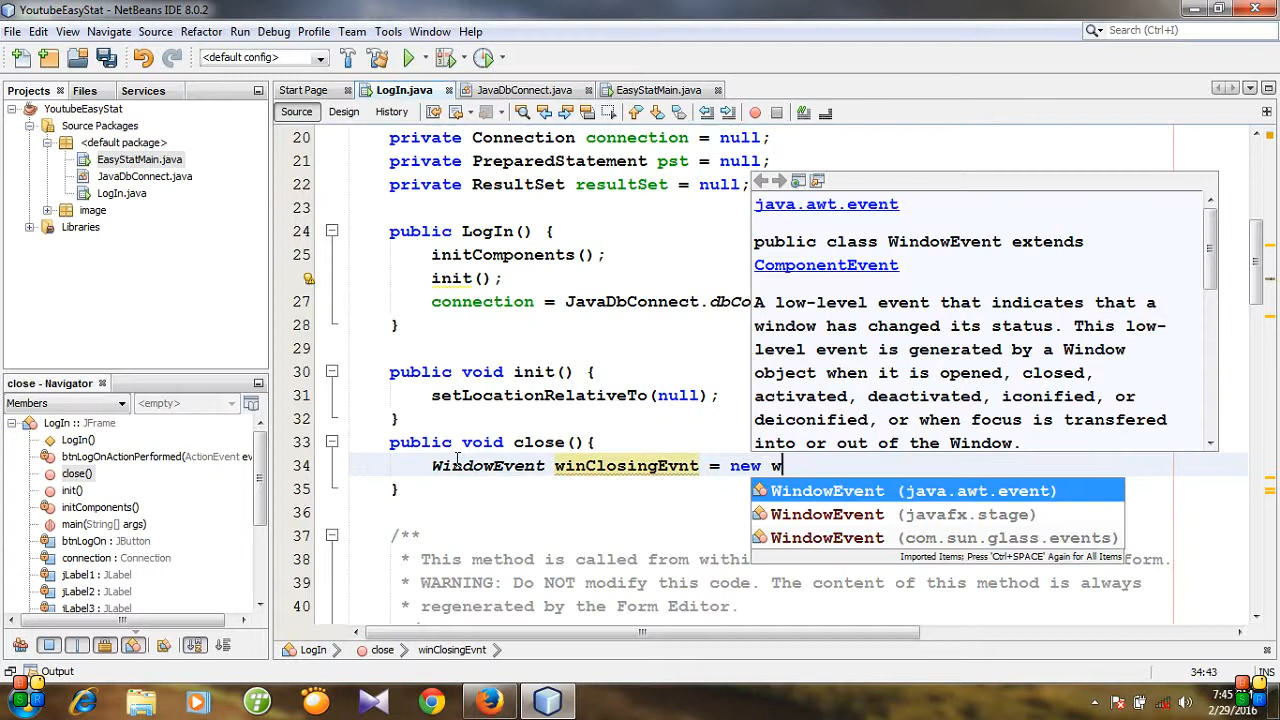 YoutubeEasyStat - NetBeans IDE 8.0.2
File Edit View Navigate Source Refactor Run Debug Profile Team Tools Window Help
Search (Ctrl+I)
<default config>
Projects Files Services
Start Page LogIn.java JavaDbConnect.java EasyStatMain.java
YoutubeEasyStat
Source Packages
<default package>
EasyStatMain.java
JavaDbConnect.java
LogIn.java
image
Libraries
Source Design History
20 private Connection connection = null;
21 private PreparedStatement pst = null;
22 private ResultSet resultSet = null;
23
24 public LogIn() {
25 initComponents();
init();
27 connection = JavaDbConnect.dbCo
28 }
29
30 public void init() {
31 setLocationRelativeTo(null);
32 }
33 public void close(){
34 WindowEvent winClosingEvnt = new w
35 }
36
37 /**
38 * This method is called from withi form.
39 * WARNING: Do NOT modify this code. The content of this method is always
40 * regenerated by the Form Editor.
java.awt.event
public class WindowEvent extends
ComponentEvent
A low-level event that indicates that a
window has changed its status. This low-
level event is generated by a Window
object when it is opened, closed,
activated, deactivated, iconified, or
deiconified, or when focus is transfered
into or out of the Window.
WindowEvent (java.awt.event)
WindowEvent (javafx.stage)
WindowEvent (com.sun.glass.events)
Imported Items; Press 'Ctrl+SPACE' Again for All Items
close - Navigator
Members <empty>
LogIn :: JFrame
LogIn()
btnLogOnActionPerformed(ActionEvent e
close()
init()
initComponents()
main(String[] args)
btnLogOn : JButton
connection : Connection
jLabel1 : JLabel
jLabel2 : JLabel
jLabel3 : JLabel
LogIn close winClosingEvnt
Output
34:43
7:45 PM
2/29/2016